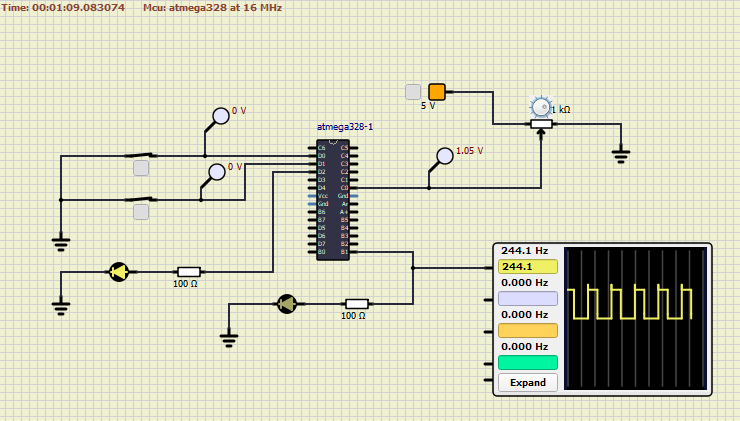 Time: 00:01:09.083074 Mcu: atmega328 at 16 MHz
5 V
1 kΩ
0 V
atmega328-1
1.05 V
0 V
C6 C5
D0 C4
D1 C3
D2 C2
D3 C1
D4 C0
Vcc Gnd
Gnd Ar
B6 A+
B7 B5
D5 B4
D6 B3
D7 B2
B0 B1
100 Ω
100 Ω
244.1 Hz
244.1
0.000 Hz
0.000 Hz
0.000 Hz
Expand